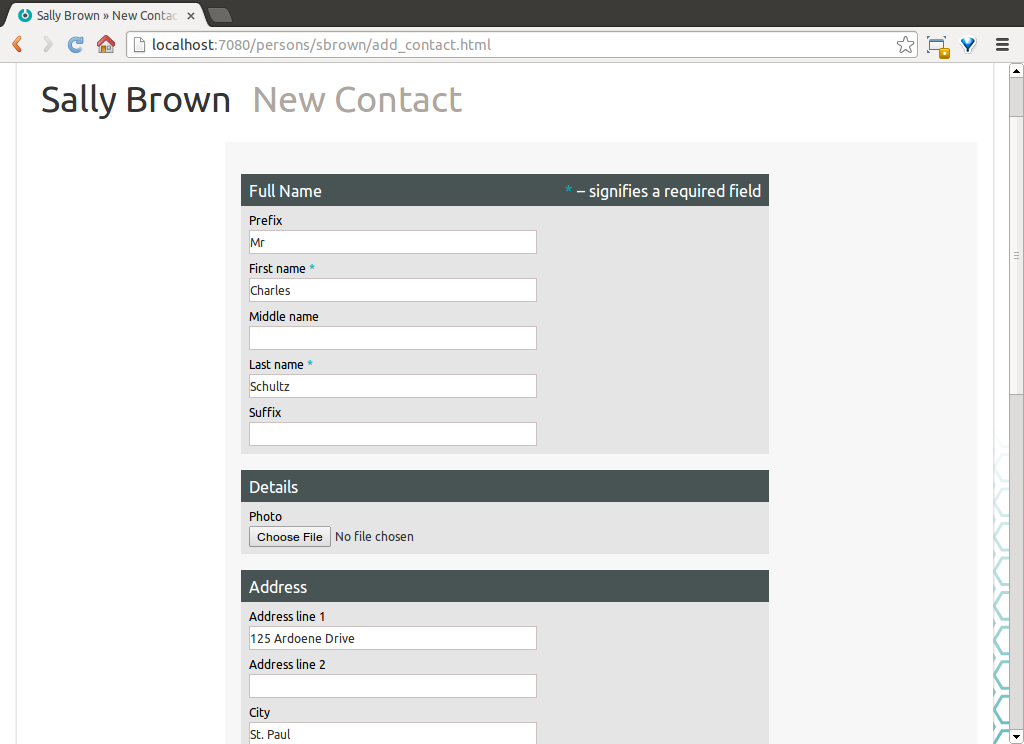 Sally Brown » New Contac
localhost:7080/persons/sbrown/add_contact.html
Sally Brown New Contact
Full Name * – signifies a required field
Prefix
Mr
First name *
Charles
Middle name
Last name *
Schultz
Suffix
Details
Photo
Choose File No file chosen
Address
Address line 1
125 Ardoene Drive
Address line 2
City
St. Paul